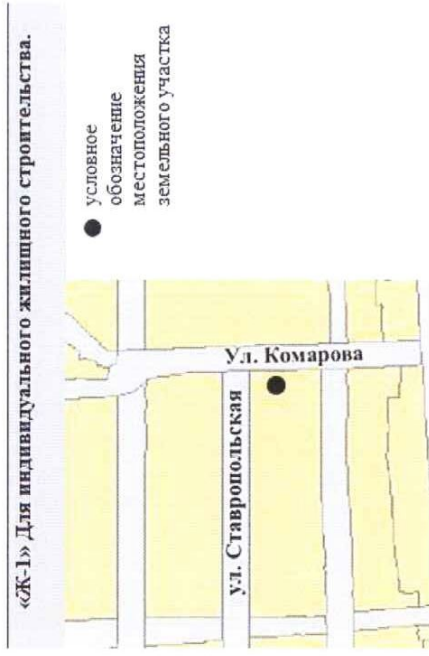 «Ж-1» Для индивидуального жилищного строительства.
условное
обозначение
местоположения
земельного участка
Ул. Комарова
ул. Ставропольская